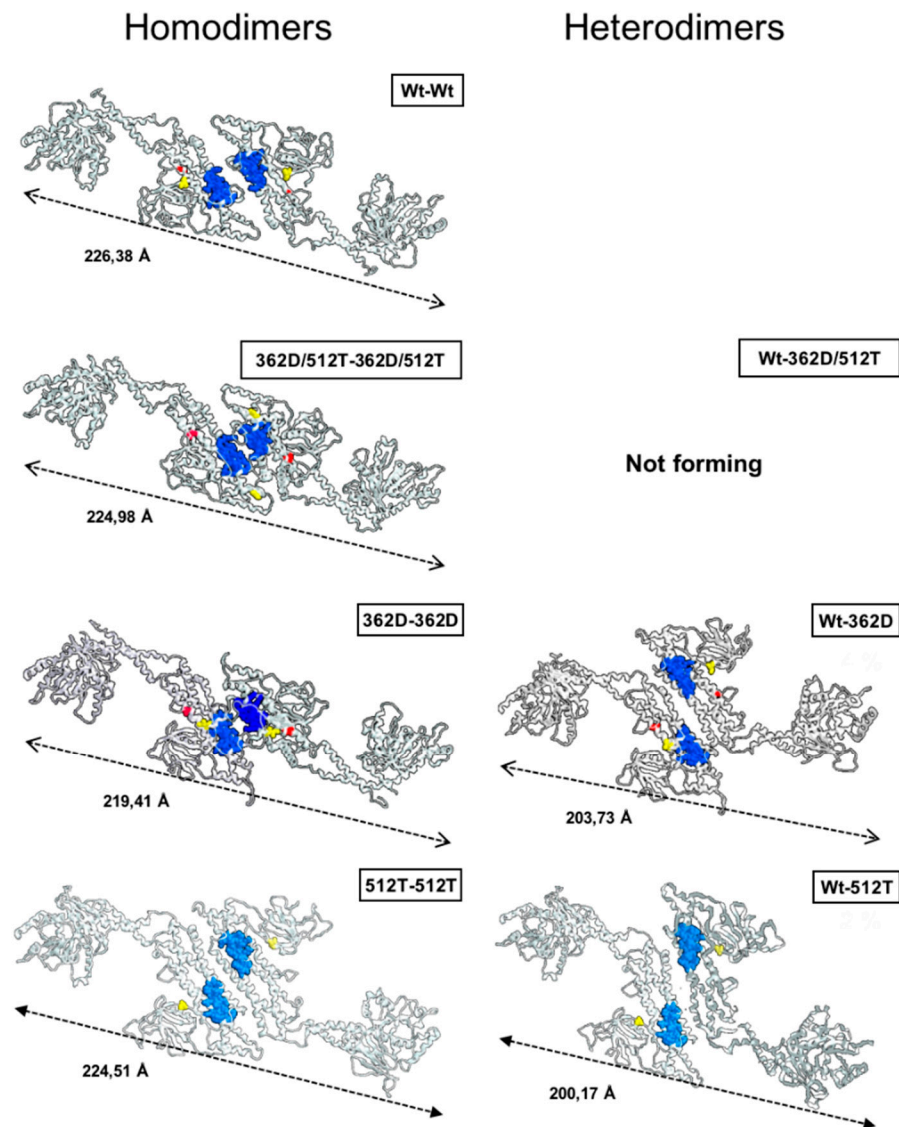 Homodimers
Heterodimers
Wt-Wt
226,38 Å
362D/512T-362D/512T
Wt-362D/512T
Not forming
224,98 Å
362D-362D
Wt-362D
219,41 Å
203,73 Å
512T-512T
Wt-512T
2 %
224,51 Å
200,17 Å